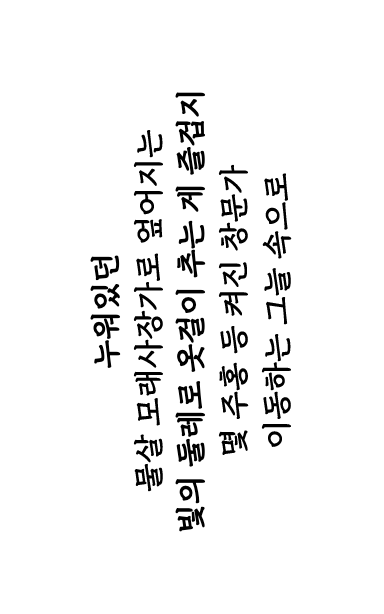 누워있던
물살 모래사장가로 엎어지는
빛의 둘레로 옷걸이 추는 게 즐겁지
몇 주홍 등 켜진 창문가
이동하는 그늘 속으로